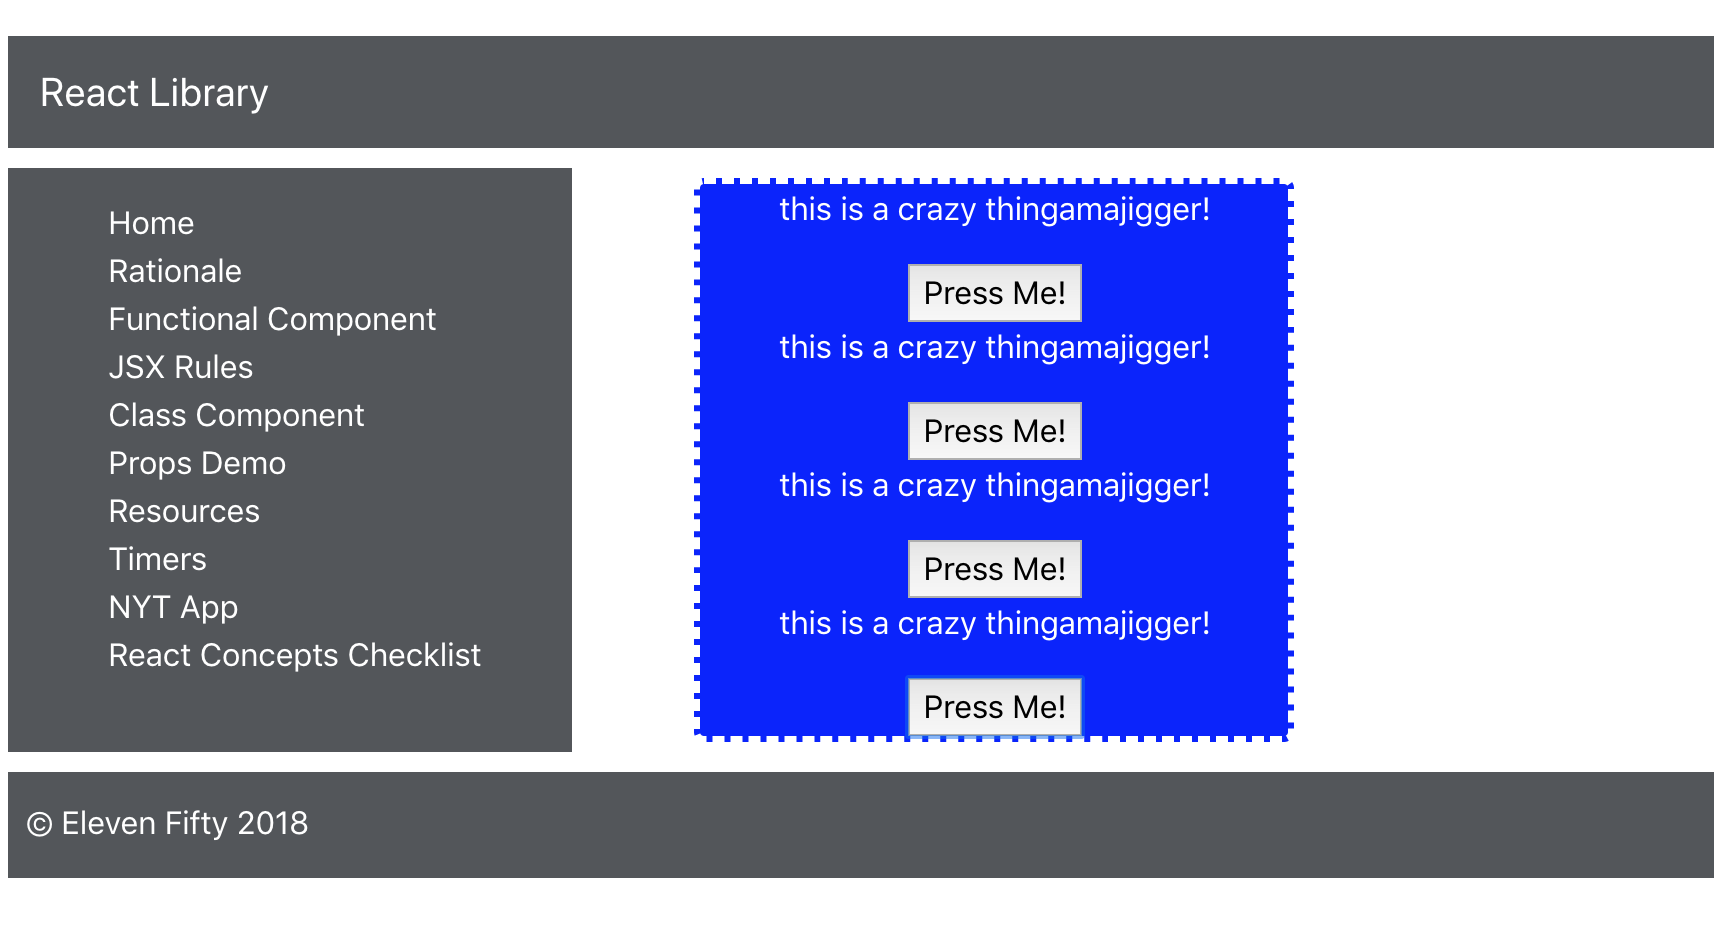 React Library
Home
Rationale
Functional Component
JSX Rules
Class Component
Props Demo
Resources
Timers
NYT App
React Concepts Checklist
this is a crazy thingamajigger!
Press Me!
this is a crazy thingamajigger!
Press Me!
this is a crazy thingamajigger!
Press Me!
this is a crazy thingamajigger!
Press Me!
© Eleven Fifty 2018